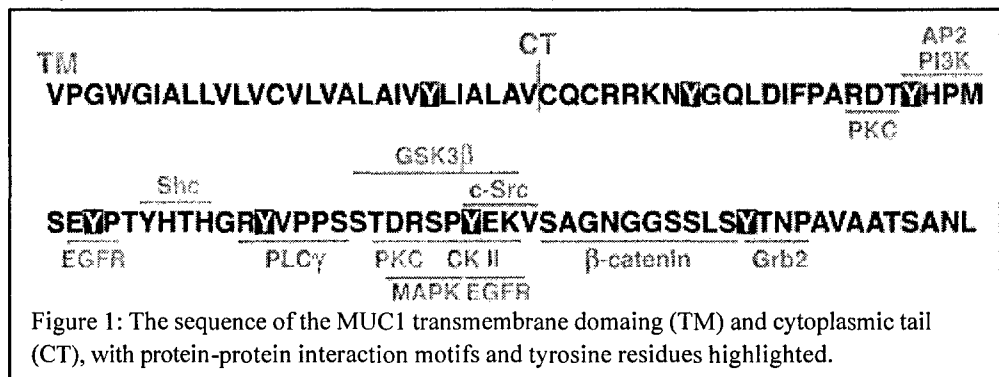 CT
AP2
TM PI3K
VPGWGIALLVLVCVLVALAIVYLIALAVCQCRRKNYGQLDIFPARDTYHPM
PKC
GSK3β
Shc c-Src
SEYPTYHTHGRYVPPSSTDRSPYEKVSAGNGGSSLSYTNPAVAATSANL
EGFR PLCγ PKC CK II β-catenin Grb2
MAPK EGFR
Figure 1: The sequence of the MUC1 transmembrane domaing (TM) and cytoplasmic tail
(CT), with protein-protein interaction motifs and tyrosine residues highlighted.